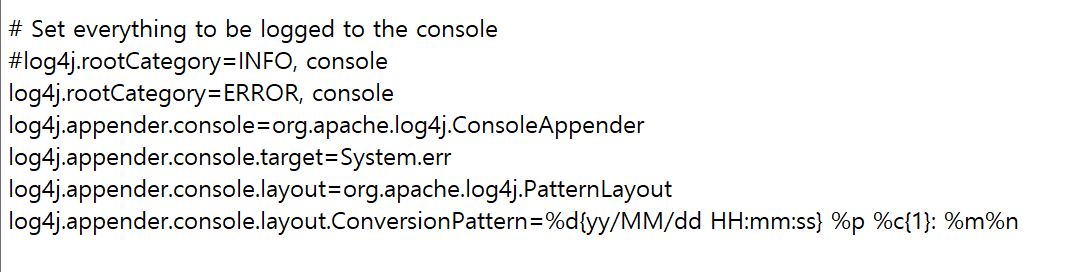 # Set everything to be logged to the console
#log4j.rootCategory=INFO, console
log4j.rootCategory=ERROR, console
log4j.appender.console=org.apache.log4j.ConsoleAppender
log4j.appender.console.target=System.err
log4j.appender.console.layout=org.apache.log4j.PatternLayout
log4j.appender.console.layout.ConversionPattern=%d{yy/MM/dd HH:mm:ss} %p %c{1}: %m%n